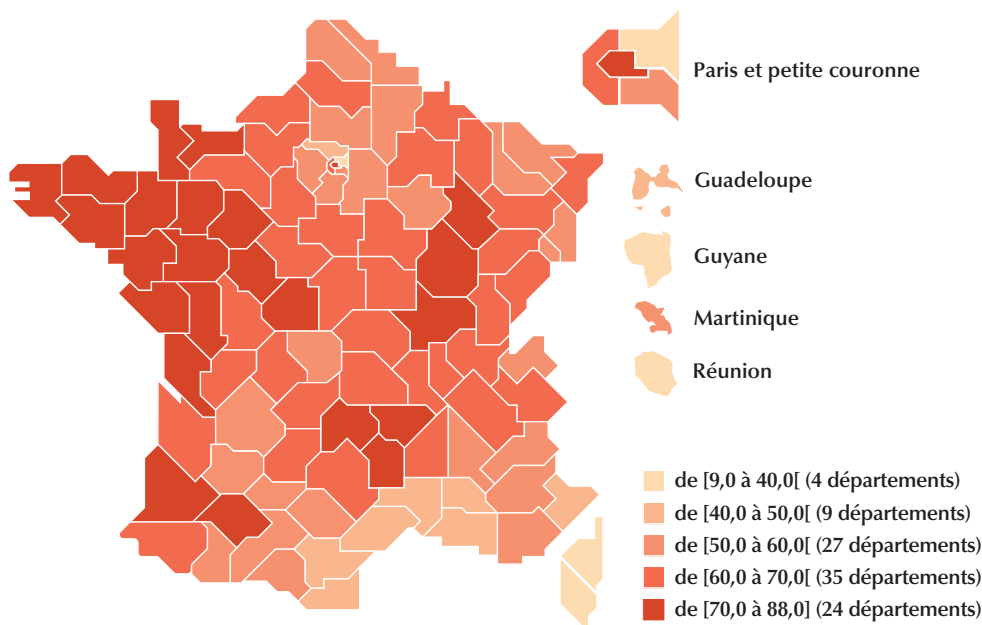 Paris et petite couronne
Guadeloupe
Guyane
Martinique
Réunion
de [9,0 à 40,0[ (4 départements)
de [40,0 à 50,0[ (9 départements)
de [50,0 à 60,0[ (27 départements)
de [60,0 à 70,0[ (35 départements)
de [70,0 à 88,0] (24 départements)